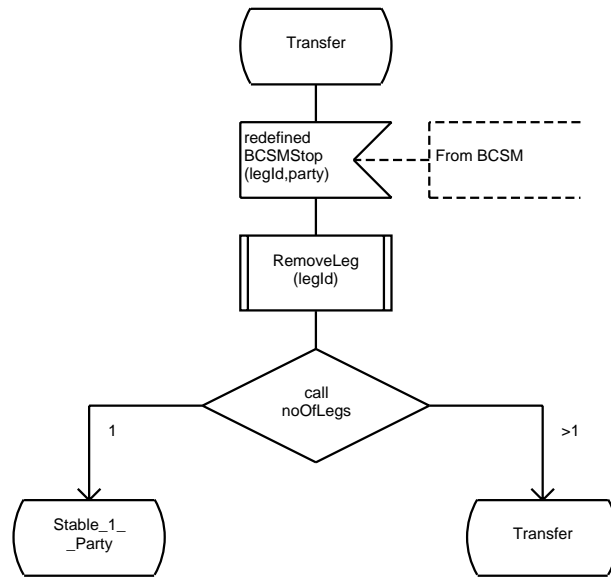 Transfer
redefined
BCSMStop
(legId,party)
From BCSM
RemoveLeg
(legId)
call
noOfLegs
1
>1
Stable_1_
_Party
Transfer